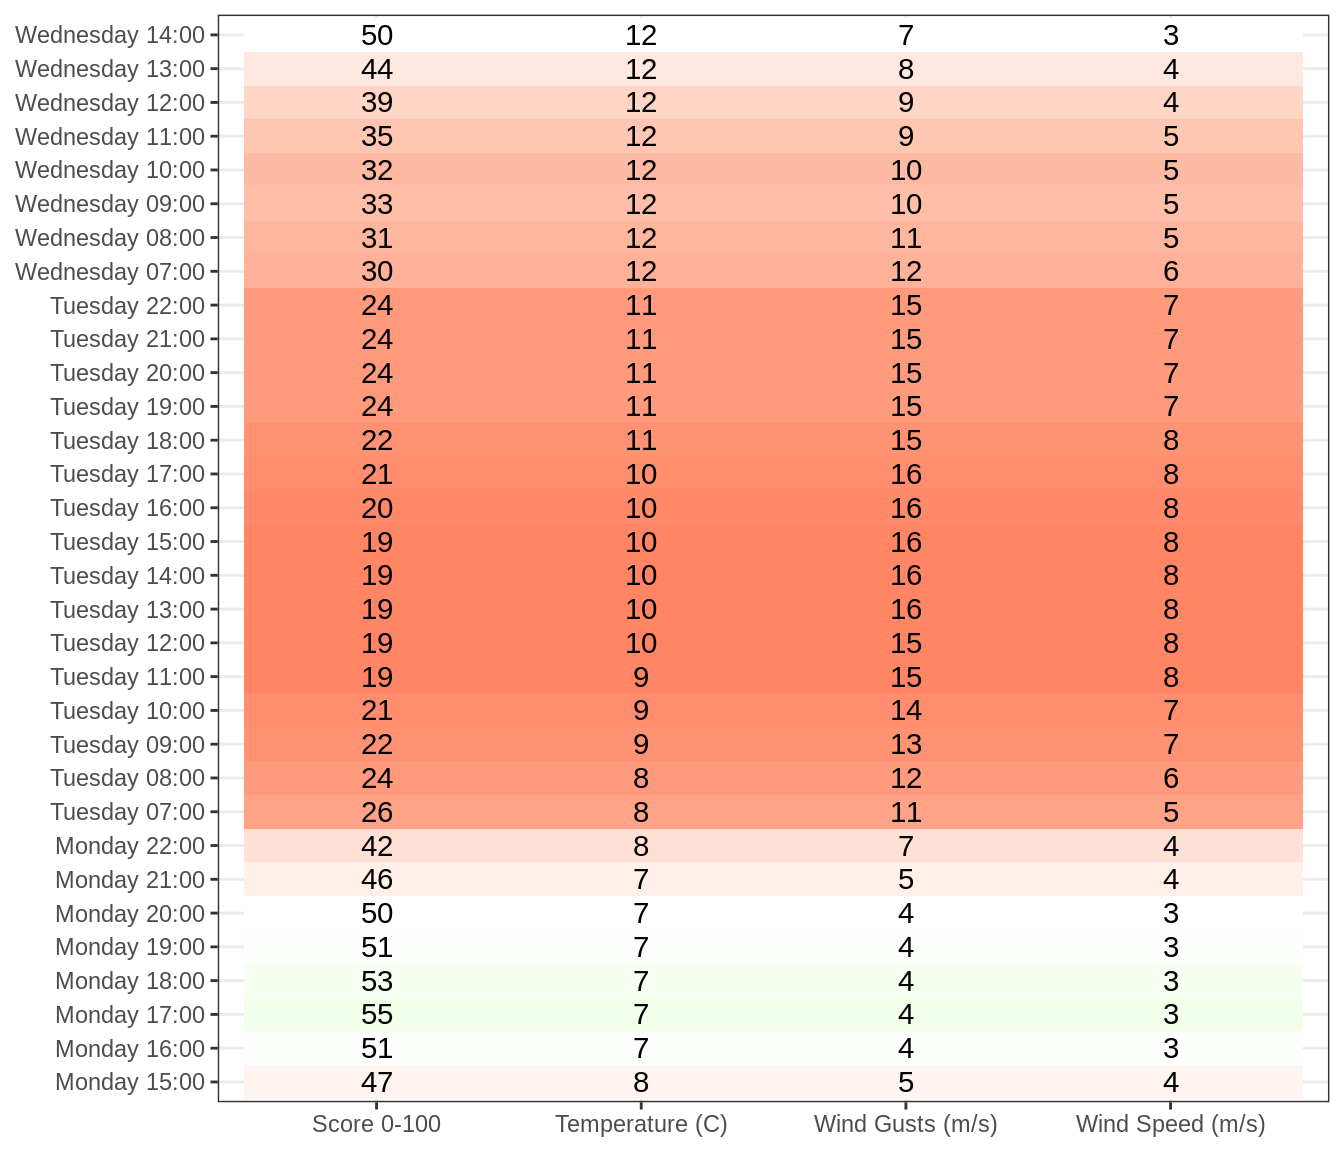 Wednesday 14:00 50 12 7 3
Wednesday 13:00 44 12 8 4
Wednesday 12:00 39 12 9 4
Wednesday 11:00 35 12 9 5
Wednesday 10:00 32 12 10 5
Wednesday 09:00 33 12 10 5
Wednesday 08:00 31 12 11 5
Wednesday 07:00 30 12 12 6
Tuesday 22:00 24 11 15 7
Tuesday 21:00 24 11 15 7
Tuesday 20:00 24 11 15 7
Tuesday 19:00 24 11 15 7
Tuesday 18:00 22 11 15 8
Tuesday 17:00 21 10 16 8
Tuesday 16:00 20 10 16 8
Tuesday 15:00 19 10 16 8
Tuesday 14:00 19 10 16 8
Tuesday 13:00 19 10 16 8
Tuesday 12:00 19 10 15 8
Tuesday 11:00 19 9 15 8
Tuesday 10:00 21 9 14 7
Tuesday 09:00 22 9 13 7
Tuesday 08:00 24 8 12 6
Tuesday 07:00 26 8 11 5
Monday 22:00 42 8 7 4
Monday 21:00 46 7 5 4
Monday 20:00 50 7 4 3
Monday 19:00 51 7 4 3
Monday 18:00 53 7 4 3
Monday 17:00 55 7 4 3
Monday 16:00 51 7 4 3
Monday 15:00 47 8 5 4
Score 0-100 Temperature (C) Wind Gusts (m/s) Wind Speed (m/s)